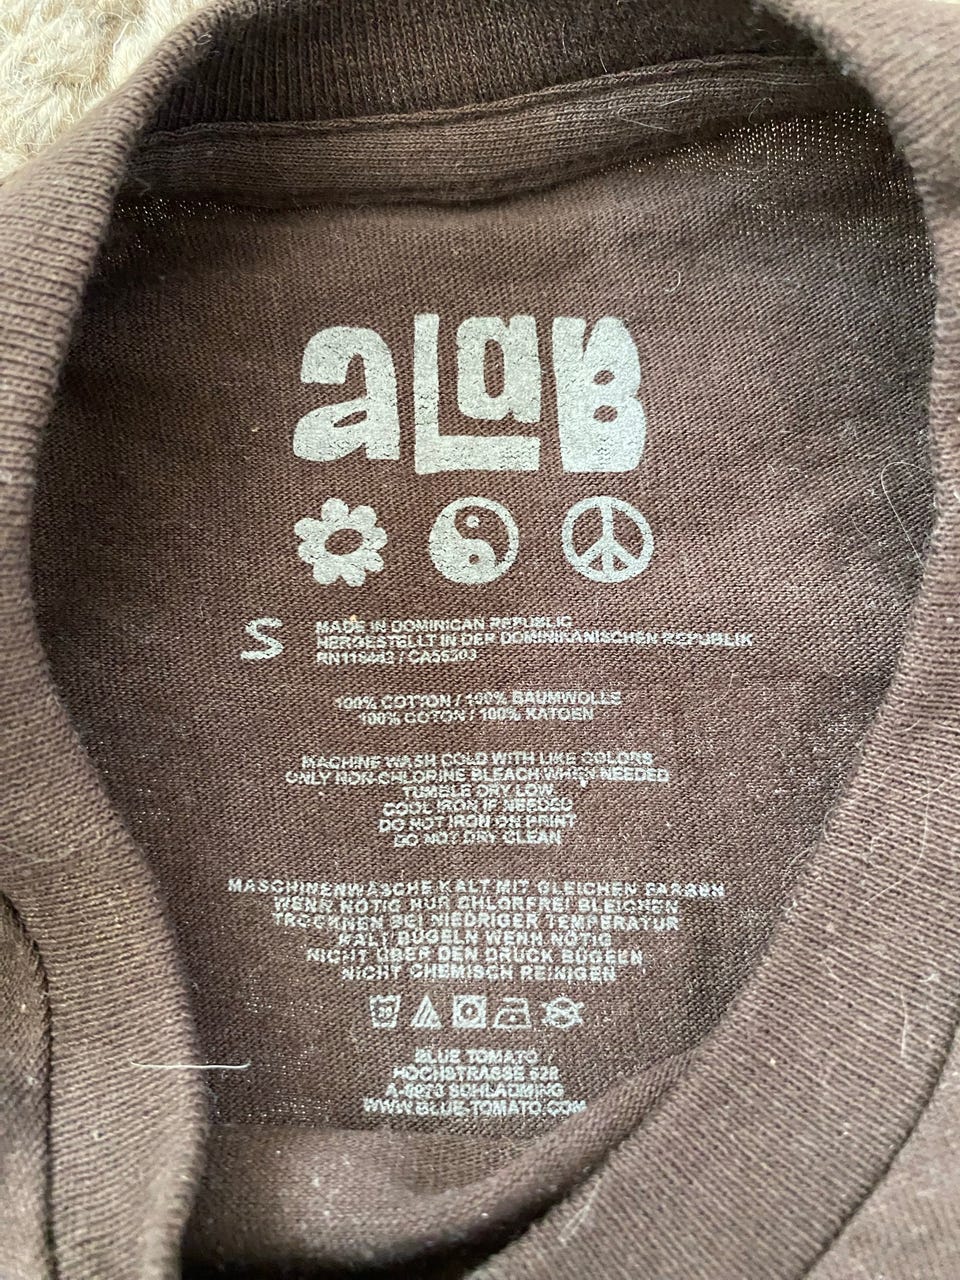 aLaB
S
MADE IN DOMINICAN REPUBLIC
HERGESTELLT IN DER DOMINIKANISCHEN REPUBLIK
100% COTTON / 100% BAUMWOLLE
100% COTON / 100% KATOEN
MACHINE WASH COLD WITH LIKE COLORS
ONLY NON-CHLORINE BLEACH WHEN NEEDED
TUMBLE DRY LOW
COOL IRON IF NEEDED
DO NOT IRON ON PRINT
DO NOT DRY CLEAN
MASCHINENWÄSCHE KALT MIT GLEICHEN FARBEN
WENN NÖTIG NUR CHLORFREI BLEICHEN
TROCKNEN BEI NIEDRIGER TEMPERATUR
KALT BÜGELN WENN NÖTIG
NICHT ÜBER DEN DRUCK BÜGELN
NICHT CHEMISCH REINIGEN
BLUE TOMATO /
HOCHSTRASSE 628
A-8970 SCHLADMING
WWW.BLUE-TOMATO.COM